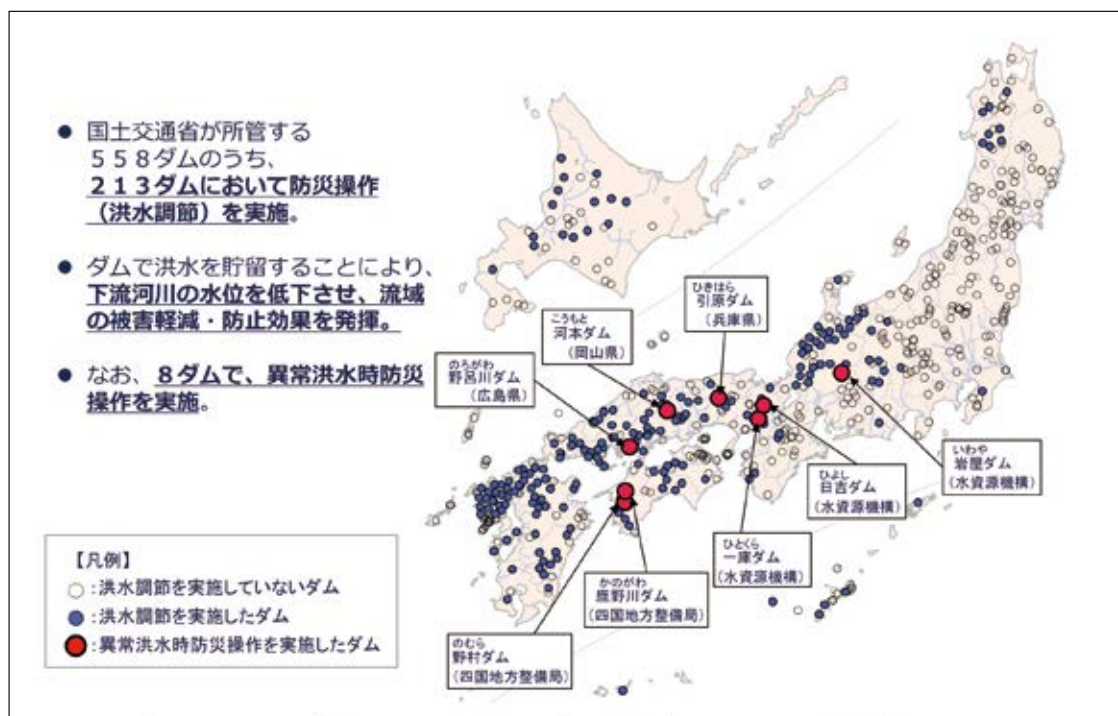 ● 国土交通省が所管する
５５８ダムのうち、
２１３ダムにおいて防災操作
（洪水調節）を実施。
● ダムで洪水を貯留することにより、
下流河川の水位を低下させ、流域
の被害軽減・防止効果を発揮。
● なお、８ダムで、異常洪水時防災
操作を実施。
ひきはら
引原ダム
(兵庫県)
こうもと
河本ダム
(岡山県)
のろがわ
野呂川ダム
(広島県)
いわや
岩屋ダム
(水資源機構)
ひよし
日吉ダム
(水資源機構)
ひとくら
一庫ダム
(水資源機構)
かのがわ
鹿野川ダム
(四国地方整備局)
のむら
野村ダム
(四国地方整備局)
【凡例】
○：洪水調節を実施していないダム
●：洪水調節を実施したダム
●：異常洪水時防災操作を実施したダム